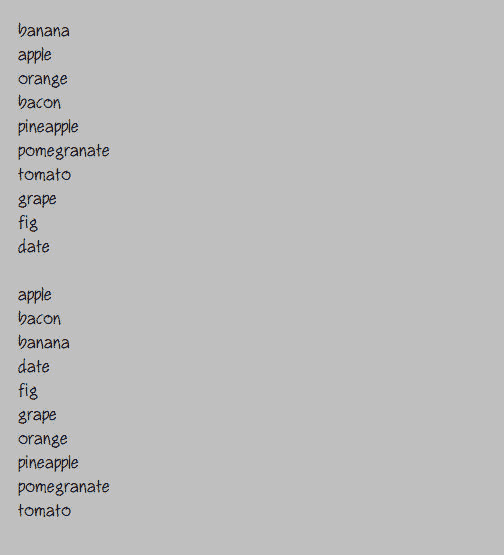 banana
apple
orange
bacon
pineapple
pomegranate
tomato
grape
fig
date

apple
bacon
banana
date
fig
grape
orange
pineapple
pomegranate
tomato